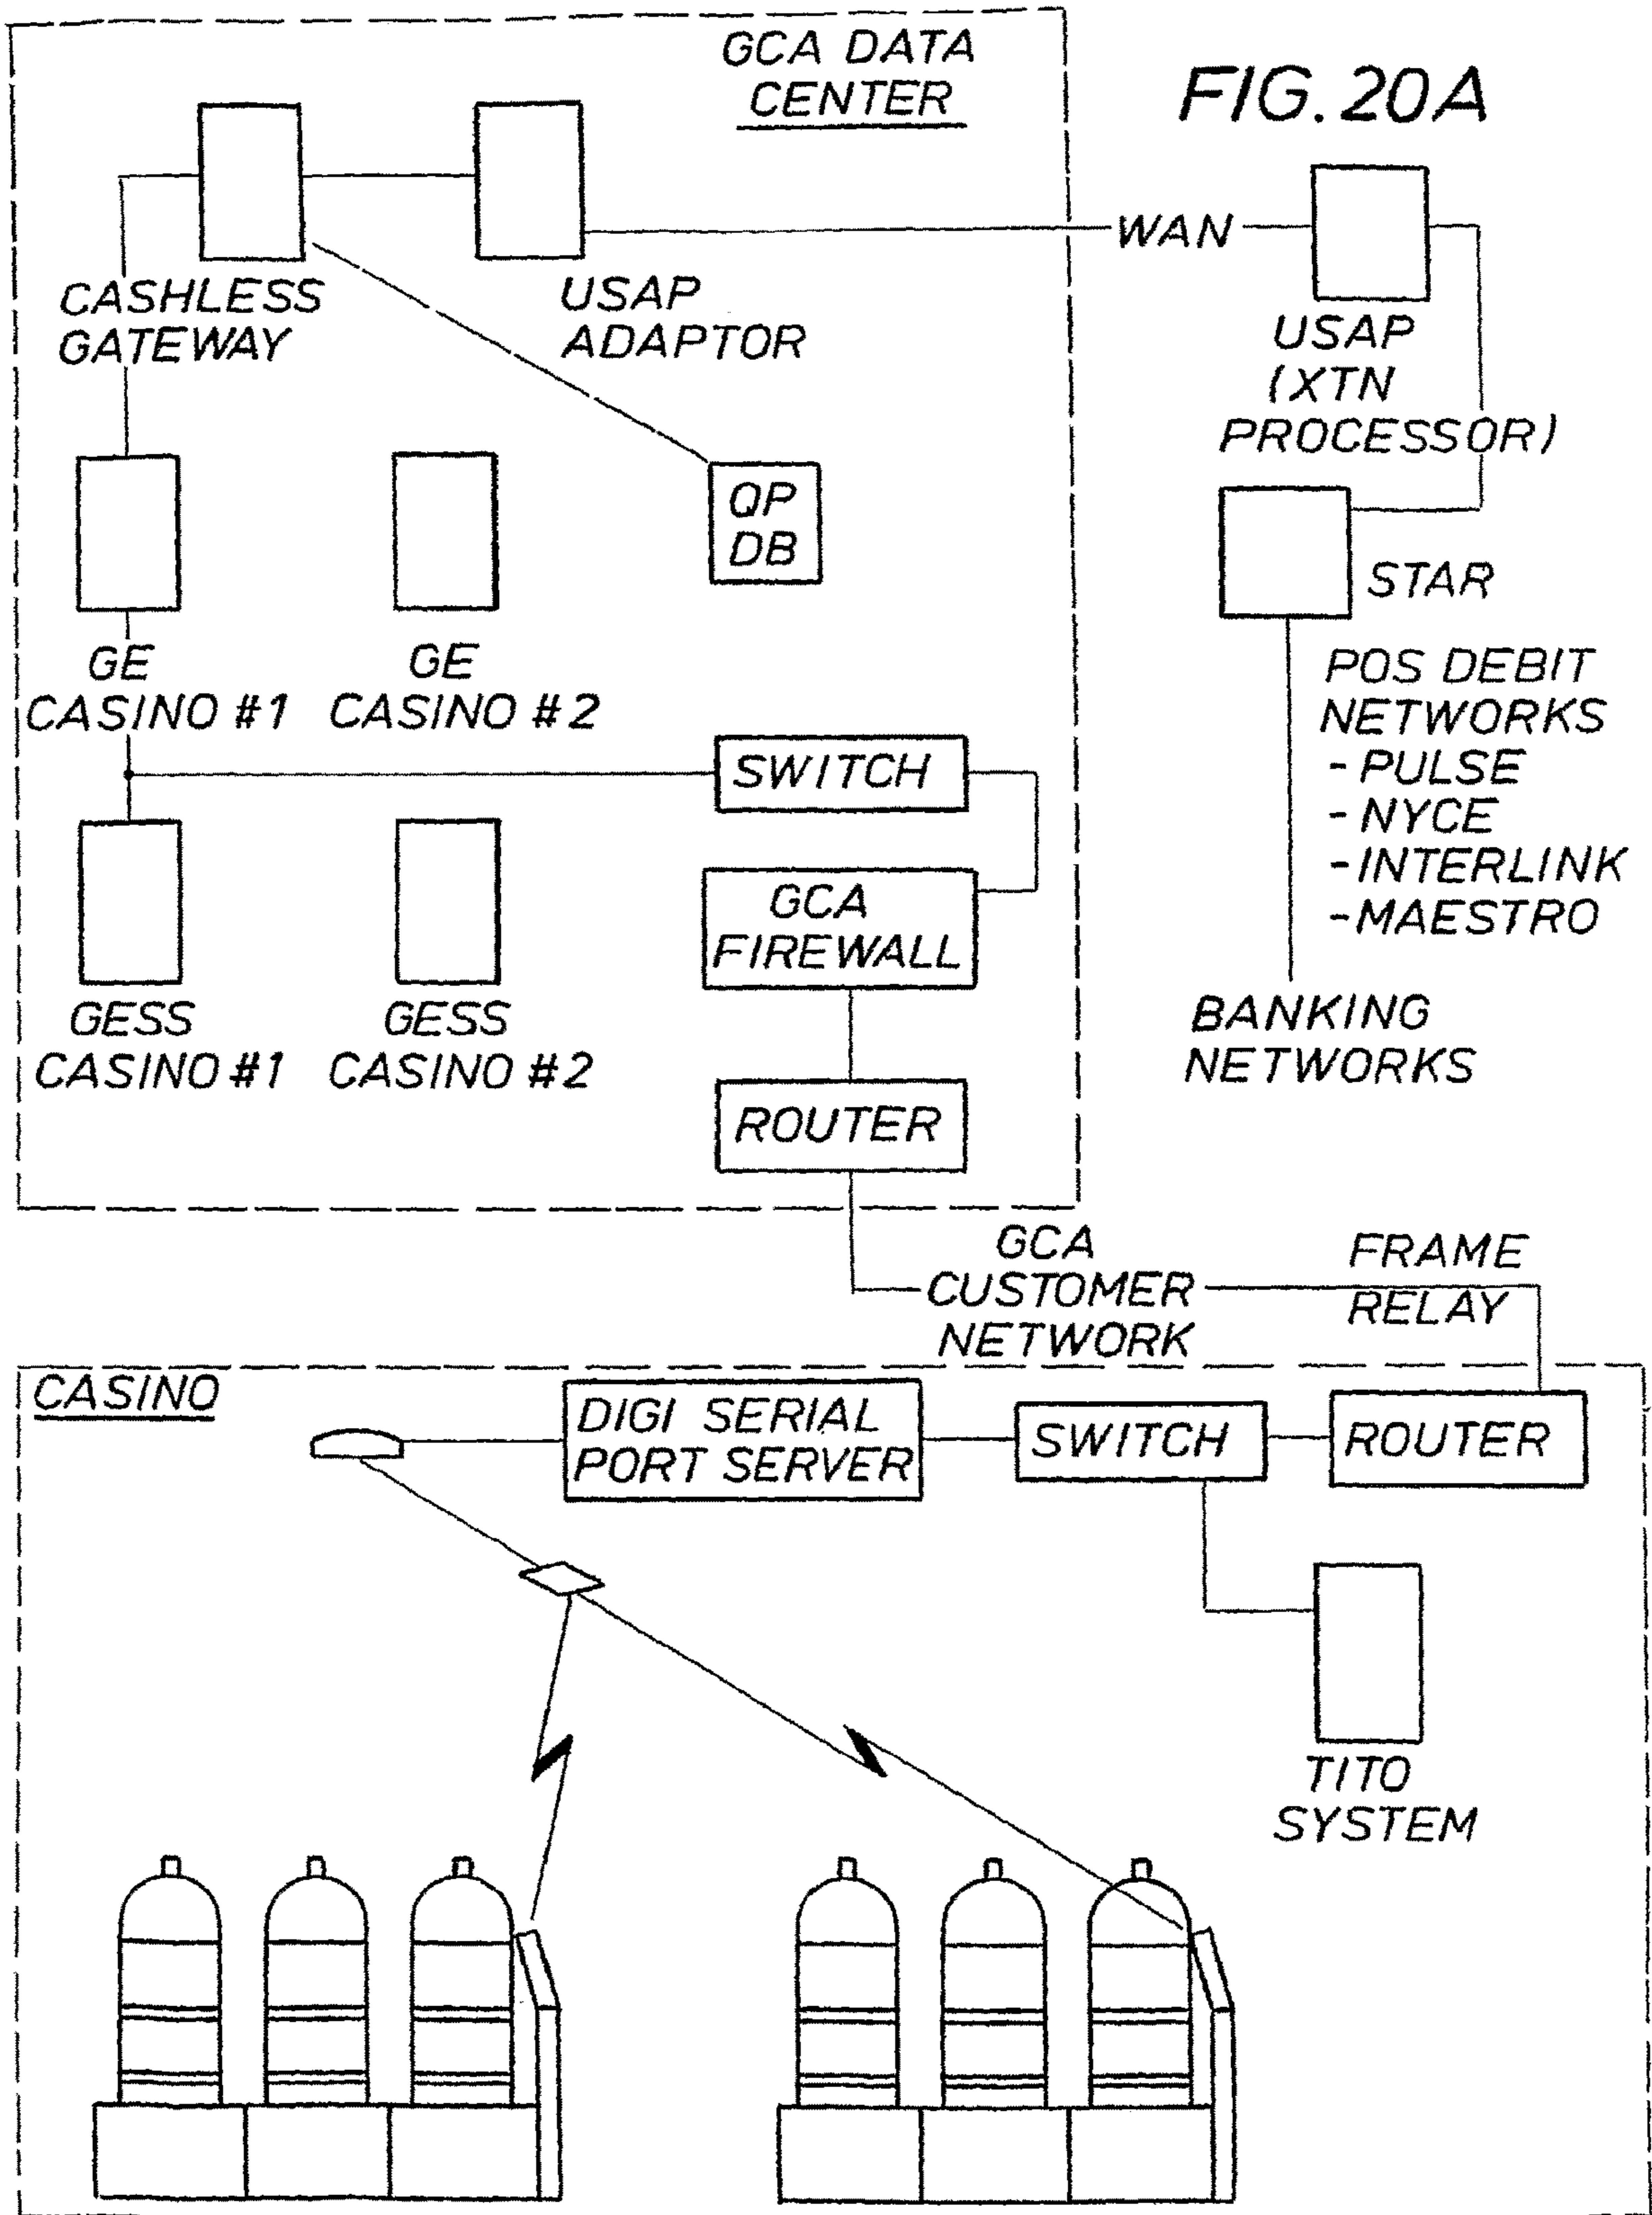 GCA DATA
CENTER
FIG. 20A
WAN
CASHLESS
GATEWAY
USAP
ADAPTOR
USAP
(XTN
PROCESSOR)
QP
DB
STAR
GE
CASINO #1
GE
CASINO #2
POS DEBIT
NETWORKS
- PULSE
- NYCE
- INTERLINK
- MAESTRO
SWITCH
GCA
FIREWALL
GESS
CASINO #1
GESS
CASINO #2
BANKING
NETWORKS
ROUTER
GCA
CUSTOMER
NETWORK
FRAME
RELAY
CASINO
DIGI SERIAL
PORT SERVER
SWITCH
ROUTER
TITO
SYSTEM